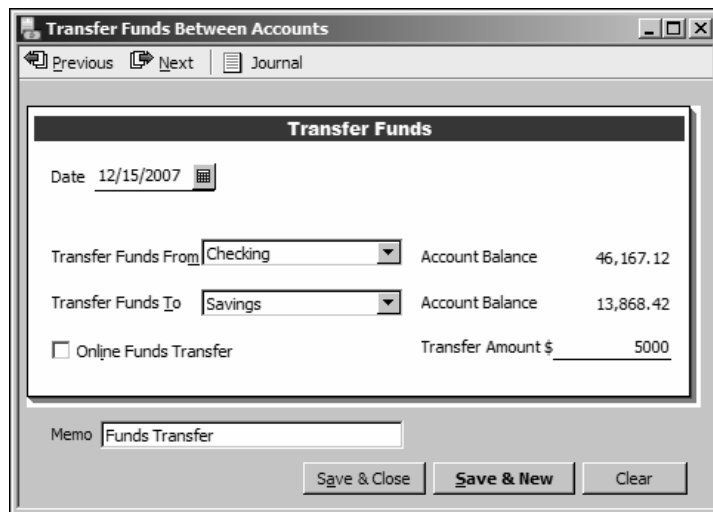 Transfer Funds Between Accounts
Previous Next Journal
Transfer Funds
Date 12/15/2007
Transfer Funds From Checking Account Balance 46,167.12
Transfer Funds To Savings Account Balance 13,868.42
Online Funds Transfer Transfer Amount $ 5000
Memo Funds Transfer
Save & Close Save & New Clear